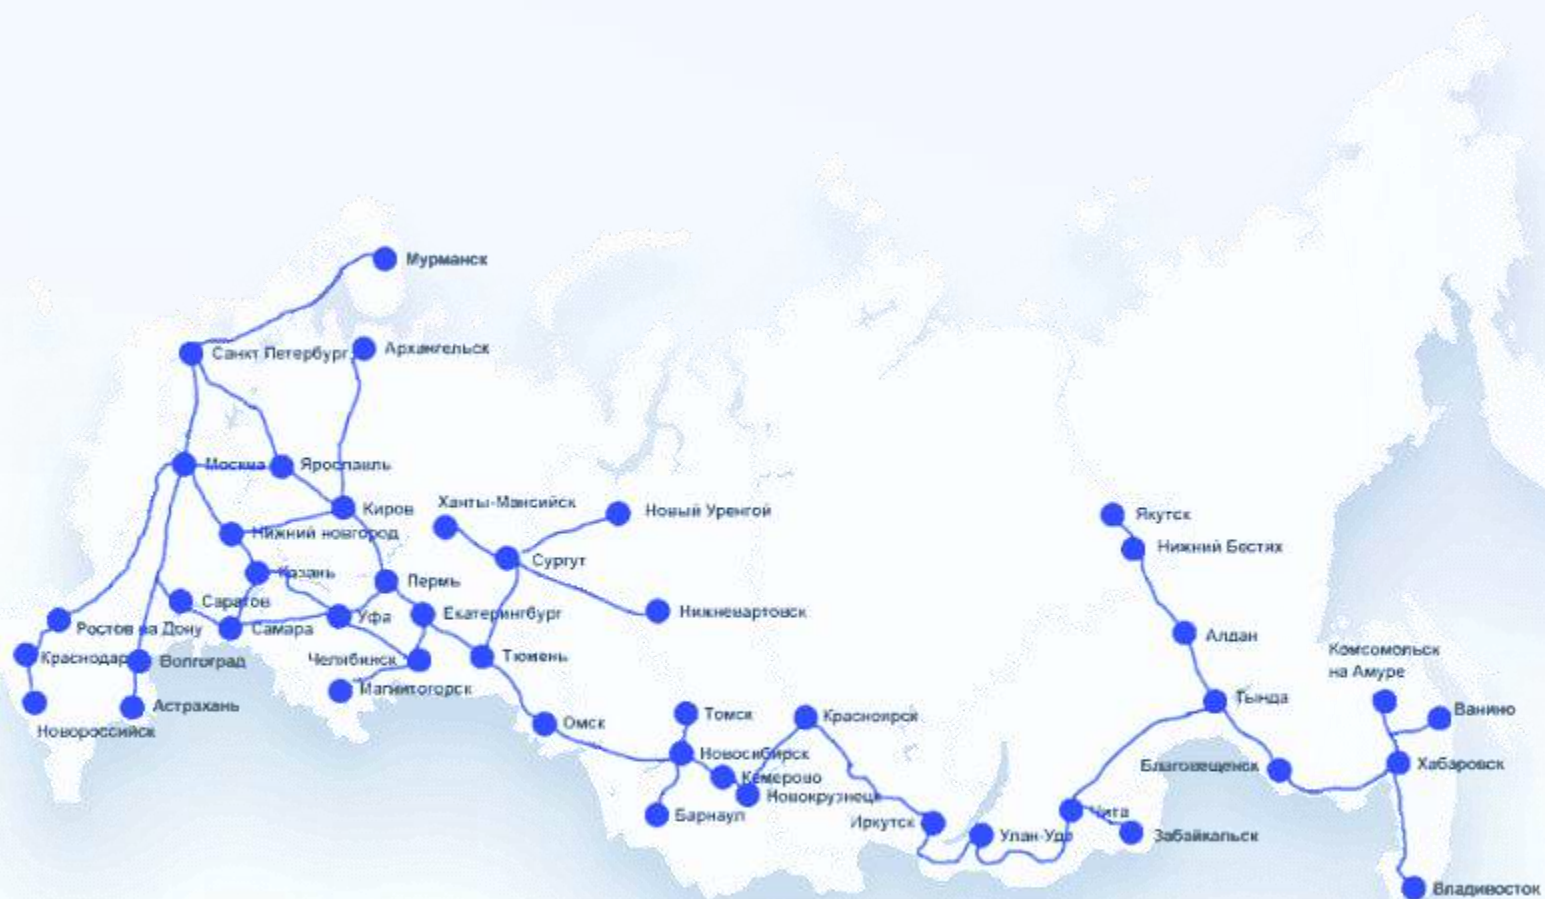 Мурманск
Санкт Петербург
Архангельск
Москва
Ярославль
Киров
Ханты-Мансийск
Новый Уренгой
Якутск
Нижний новгород
Нижний Бестях
Сургут
Казань
Пермь
Саратов
Уфа
Екатеринбург
Нижневартовск
Ростов на Дону
Самара
Алдан
Краснодар
Волгоград
Челябинск
Тюмень
Комсомольск
на Амуре
Магнитогорск
Тында
Астрахань
Ванино
Новороссийск
Омск
Томск
Красноярск
Новосибирск
Благовещенск
Хабаровск
Кемерово
Новокрузнецк
Барнаул
Иркутск
Улан-Удэ
Чита
Забайкальск
Владивосток